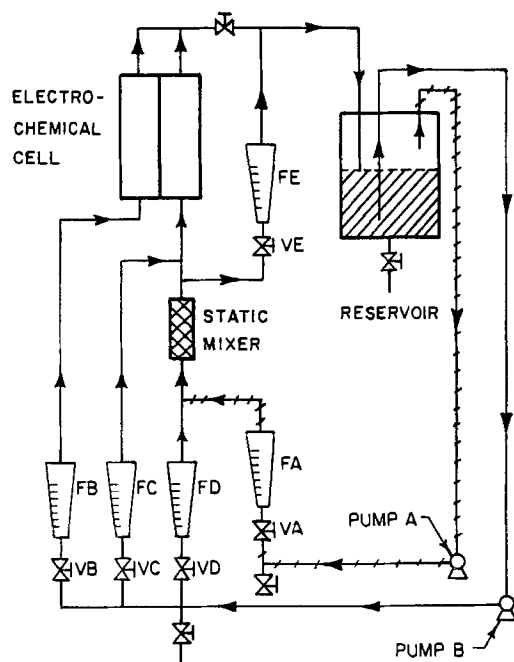 ELECTRO-
CHEMICAL
CELL
FE
VE
RESERVOIR
STATIC
MIXER
FB
FC
FD
FA
VB
VC
VD
VA
PUMP A
PUMP B